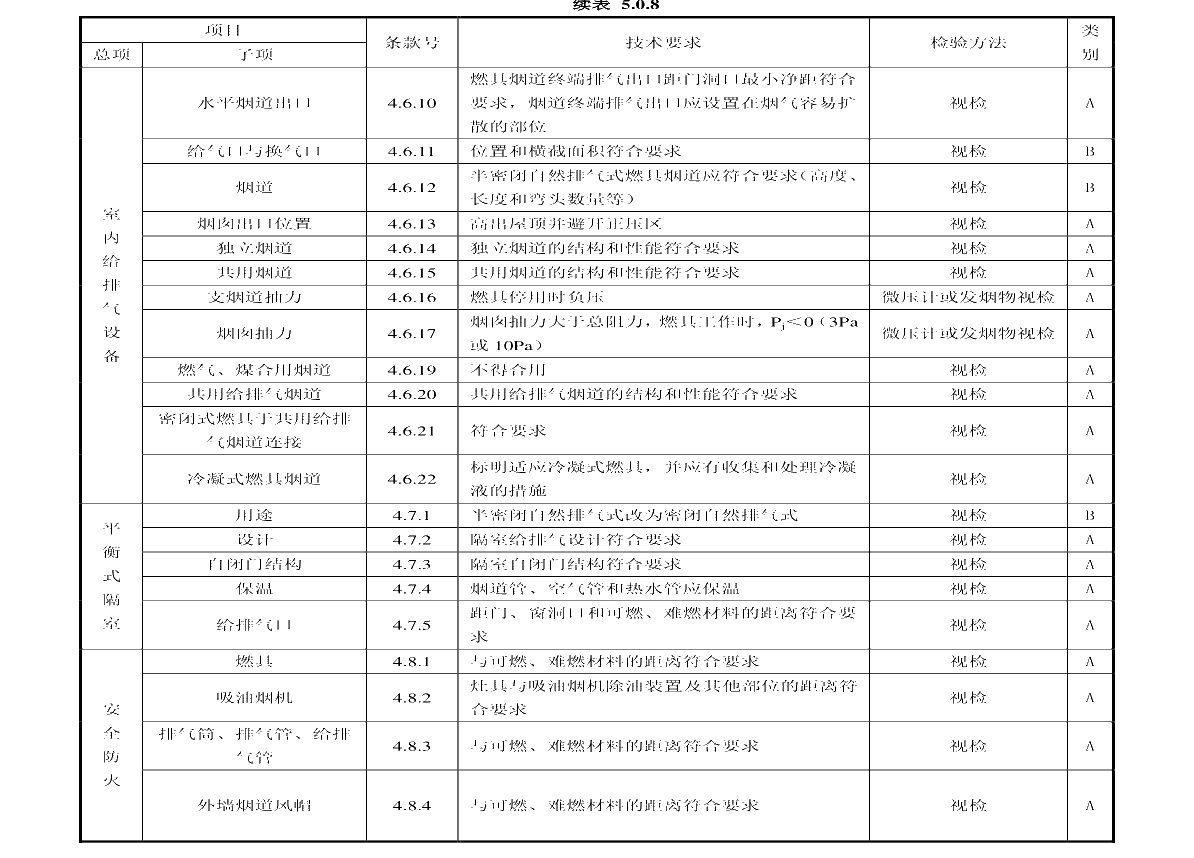 续表 5.0.8
项目 条款号 技术要求 检验方法 类别
总项 子项
室内给排气设备
水平烟道出口 4.6.10 燃具烟道终端排气出口距门洞口最小净距符合
要求，烟道终端排气出口应设置在烟气容易扩
散的部位 视检 A
给气口与换气口 4.6.11 位置和横截面积符合要求 视检 B
烟道 4.6.12 半密闭自然排气式燃具烟道应符合要求（高度、
长度和弯头数量等） 视检 B
烟囱出口位置 4.6.13 高出屋顶并避开正压区 视检 A
独立烟道 4.6.14 独立烟道的结构和性能符合要求 视检 A
共用烟道 4.6.15 共用烟道的结构和性能符合要求 视检 A
支烟道抽力 4.6.16 燃具停用时负压 微压计或发烟物视检 A
烟囱抽力 4.6.17 烟囱抽力大于总阻力，燃具工作时，Pj＜0（3Pa
或 10Pa） 微压计或发烟物视检 A
燃气、煤合用烟道 4.6.19 不得合用 视检 A
共用给排气烟道 4.6.20 共用给排气烟道的结构和性能符合要求 视检 A
密闭式燃具于共用给排
气烟道连接 4.6.21 符合要求 视检 A
冷凝式燃具烟道 4.6.22 标明适应冷凝式燃具，并应有收集和处理冷凝
液的措施 视检 A
平衡式隔室
用途 4.7.1 半密闭自然排气式改为密闭自然排气式 视检 B
设计 4.7.2 隔室给排气设计符合要求 视检 A
自闭门结构 4.7.3 隔室自闭门结构符合要求 视检 A
保温 4.7.4 烟道管、空气管和热水管应保温 视检 A
给排气口 4.7.5 距门、窗洞口和可燃、难燃材料的距离符合要
求 视检 A
安全防火
燃具 4.8.1 与可燃、难燃材料的距离符合要求 视检 A
吸油烟机 4.8.2 灶具与吸油烟机除油装置及其他部位的距离符
合要求 视检 A
排气筒、排气管、给排
气管 4.8.3 与可燃、难燃材料的距离符合要求 视检 A
外墙烟道风帽 4.8.4 与可燃、难燃材料的距离符合要求 视检 A